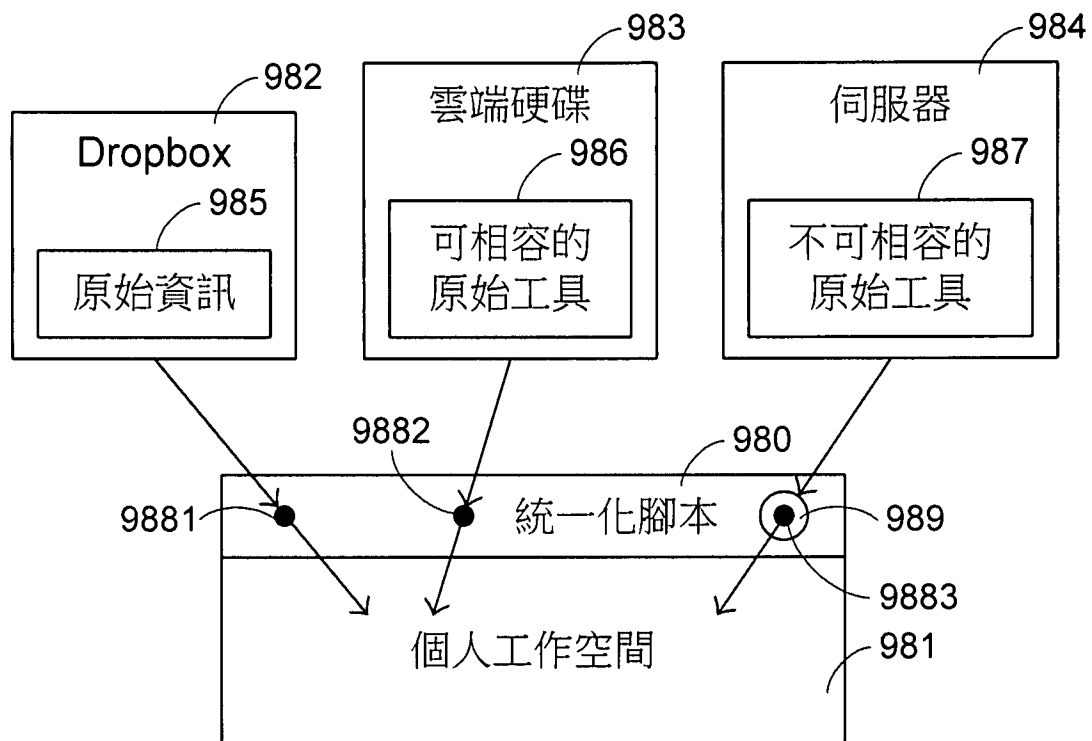 983
984
982
雲端硬碟
伺服器
Dropbox
986
987
985
可相容的
原始工具
不可相容的
原始工具
原始資訊
9882
980
9881
統一化腳本
989
9883
個人工作空間
981